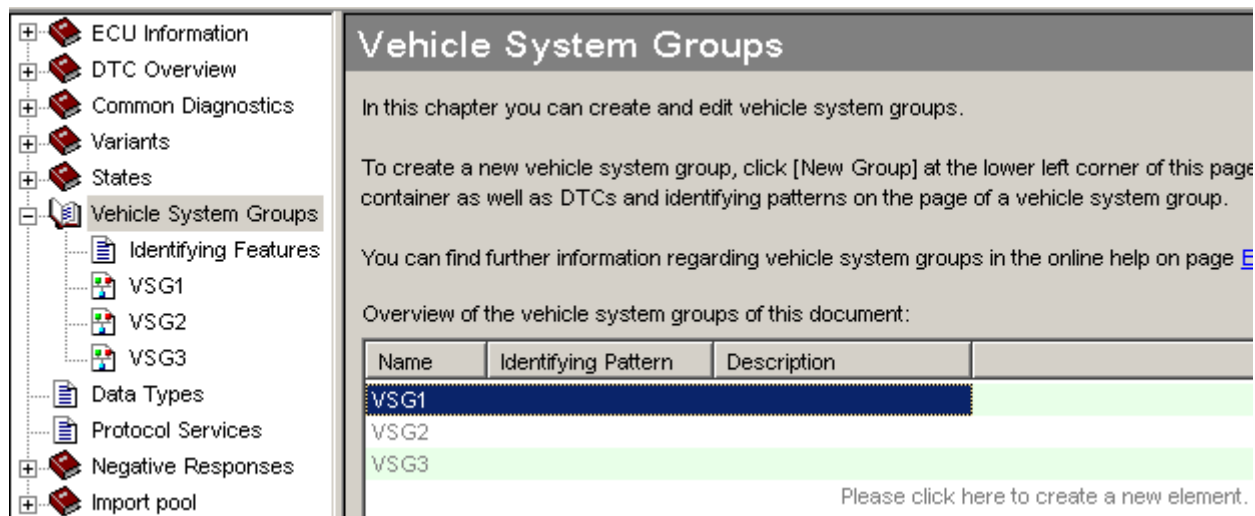 ECU Information
DTC Overview
Common Diagnostics
Variants
States
Vehicle System Groups
Identifying Features
VSG1
VSG2
VSG3
Data Types
Protocol Services
Negative Responses
Import pool
Vehicle System Groups
In this chapter you can create and edit vehicle system groups.
To create a new vehicle system group, click [New Group] at the lower left corner of this page
container as well as DTCs and identifying patterns on the page of a vehicle system group.
You can find further information regarding vehicle system groups in the online help on page
Overview of the vehicle system groups of this document:
Name Identifying Pattern Description
VSG1
VSG2
VSG3
Please click here to create a new element.